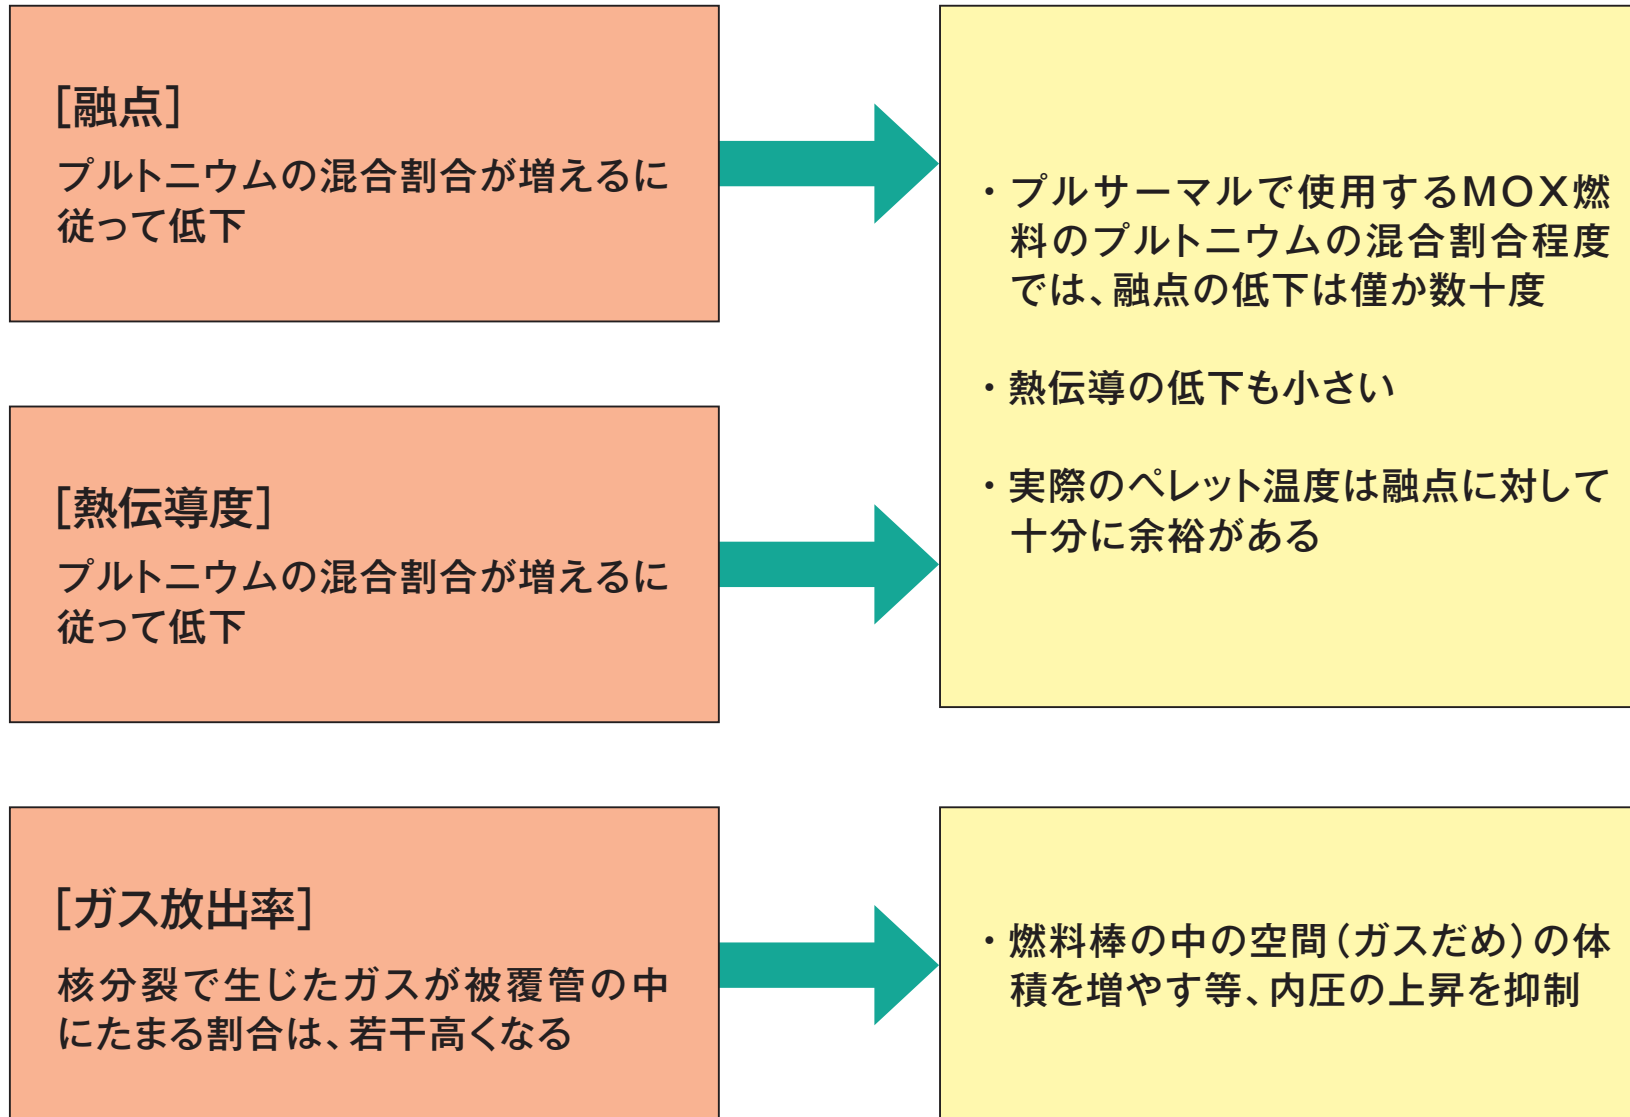 ［融点］
プルトニウムの混合割合が増えるに
従って低下
・プルサーマルで使用するMOX燃
料のプルトニウムの混合割合程度
では、融点の低下は僅か数十度
・熱伝導の低下も小さい
・実際のペレット温度は融点に対して
十分に余裕がある
［熱伝導度］
プルトニウムの混合割合が増えるに
従って低下
［ガス放出率］
核分裂で生じたガスが被覆管の中
にたまる割合は、若干高くなる
・燃料棒の中の空間（ガスだめ）の体
積を増やす等、内圧の上昇を抑制